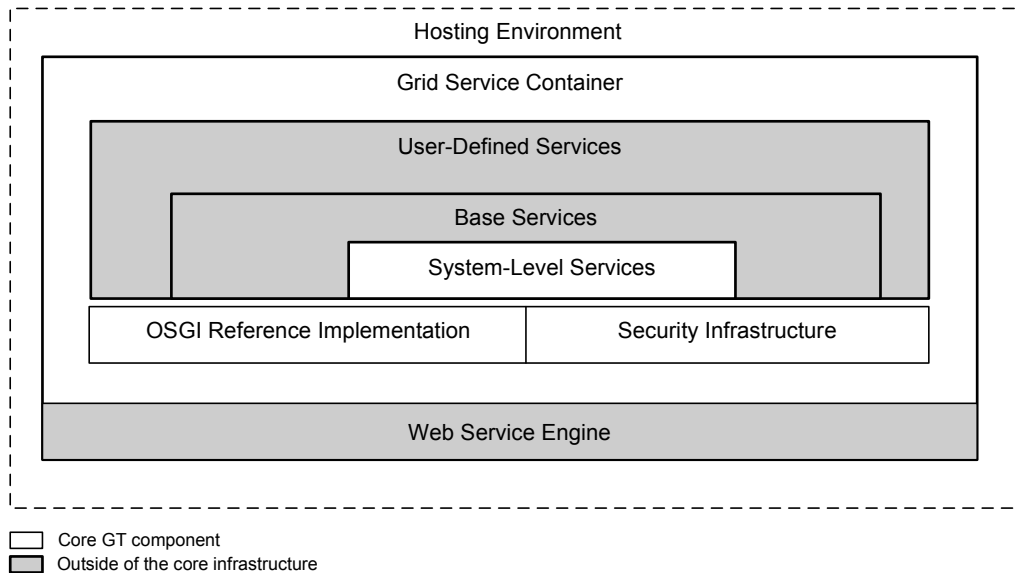 Hosting Environment
Grid Service Container
User-Defined Services
Base Services
System-Level Services
OSGI Reference Implementation
Security Infrastructure
Web Service Engine
Core GT component
Outside of the core infrastructure